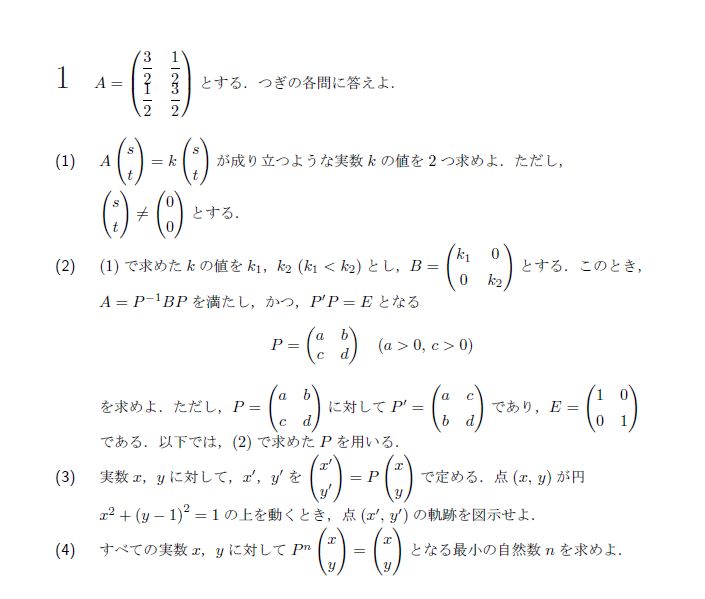 1 A = \begin{pmatrix} \frac{3}{2} & \frac{1}{2} \\ \frac{1}{2} & \frac{3}{2} \end{pmatrix} とする．つぎの各問に答えよ．
(1) A \begin{pmatrix} s \\ t \end{pmatrix} = k \begin{pmatrix} s \\ t \end{pmatrix} が成り立つような実数 k の値を 2 つ求めよ．ただし，
\begin{pmatrix} s \\ t \end{pmatrix} ≠ \begin{pmatrix} 0 \\ 0 \end{pmatrix} とする．
(2) (1) で求めた k の値を k₁，k₂ (k₁ < k₂) とし，B = \begin{pmatrix} k₁ & 0 \\ 0 & k₂ \end{pmatrix} とする．このとき，
A = P⁻¹BP を満たし，かつ，P′P = E となる
P = \begin{pmatrix} a & b \\ c & d \end{pmatrix} (a > 0, c > 0)
を求めよ．ただし，P = \begin{pmatrix} a & b \\ c & d \end{pmatrix} に対して P′ = \begin{pmatrix} a & c \\ b & d \end{pmatrix} であり，E = \begin{pmatrix} 1 & 0 \\ 0 & 1 \end{pmatrix}
である．以下では，(2) で求めた P を用いる．
(3) 実数 x，y に対して，x′，y′ を \begin{pmatrix} x′ \\ y′ \end{pmatrix} = P \begin{pmatrix} x \\ y \end{pmatrix} で定める．点 (x, y) が円
x² + (y − 1)² = 1 の上を動くとき，点 (x′, y′) の軌跡を図示せよ．
(4) すべての実数 x，y に対して Pⁿ \begin{pmatrix} x \\ y \end{pmatrix} = \begin{pmatrix} x \\ y \end{pmatrix} となる最小の自然数 n を求めよ．